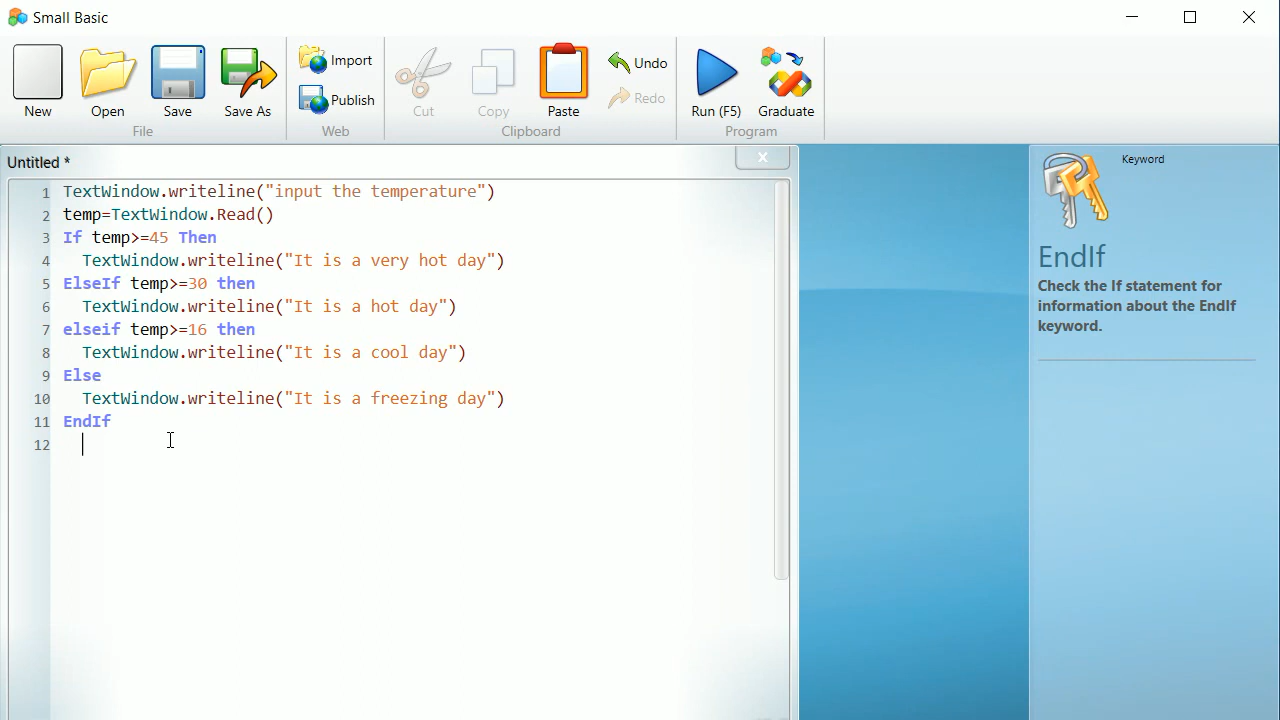 Small Basic
New
Open
Save
Save As
File
Import
Publish
Web
Cut
Copy
Paste
Undo
Redo
Clipboard
Run (F5)
Graduate
Program
Untitled *
1 TextWindow.writeline("input the temperature")
2 temp=TextWindow.Read()
3 If temp>=45 Then
4 TextWindow.writeline("It is a very hot day")
5 ElseIf temp>=30 then
6 TextWindow.writeline("It is a hot day")
7 elseif temp>=16 then
8 TextWindow.writeline("It is a cool day")
9 Else
10 TextWindow.writeline("It is a freezing day")
11 EndIf
12
Keyword
EndIf
Check the If statement for
information about the EndIf
keyword.